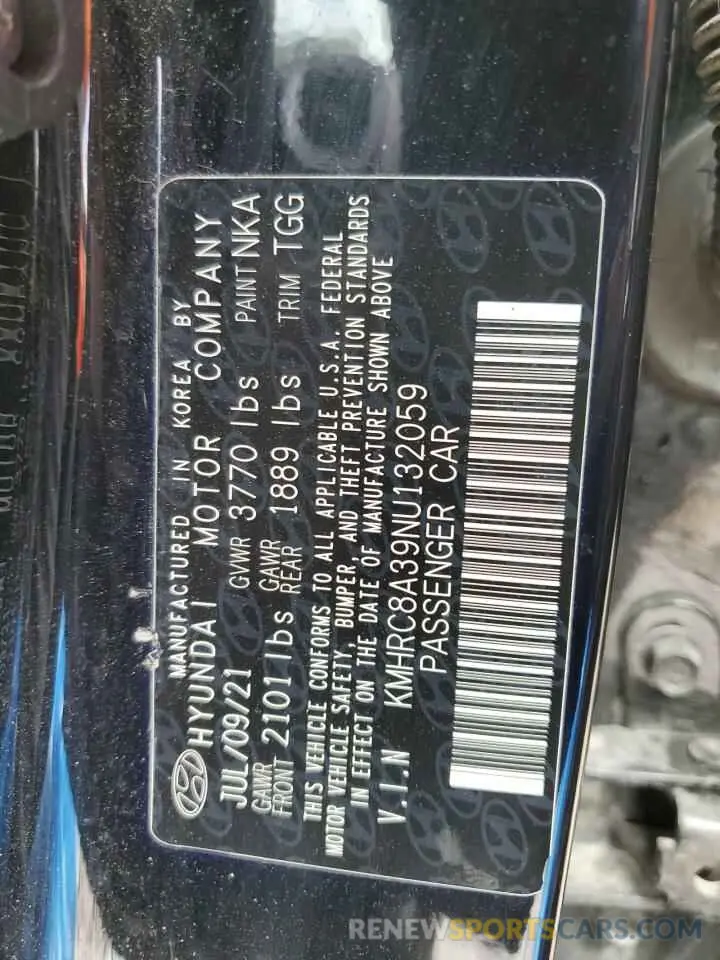 MANUFACTURED IN KOREA BY
HYUNDAI MOTOR COMPANY
JUL/09/21 GVWR 3770 lbs PAINT NKA
GAWR FRONT 2101lbs GAWR REAR 1889 lbs TRIM TGG
THIS VEHICLE CONFORMS TO ALL APPLICABLE U.S.A. FEDERAL
MOTOR VEHICLE SAFETY, BUMPER, AND THEFT PREVENTION STANDARDS
IN EFFECT ON THE DATE OF MANUFACTURE SHOWN ABOVE
V.I.N KMHRC8A39NU132059
PASSENGER CAR
RENEWSPORTSCARS.COM